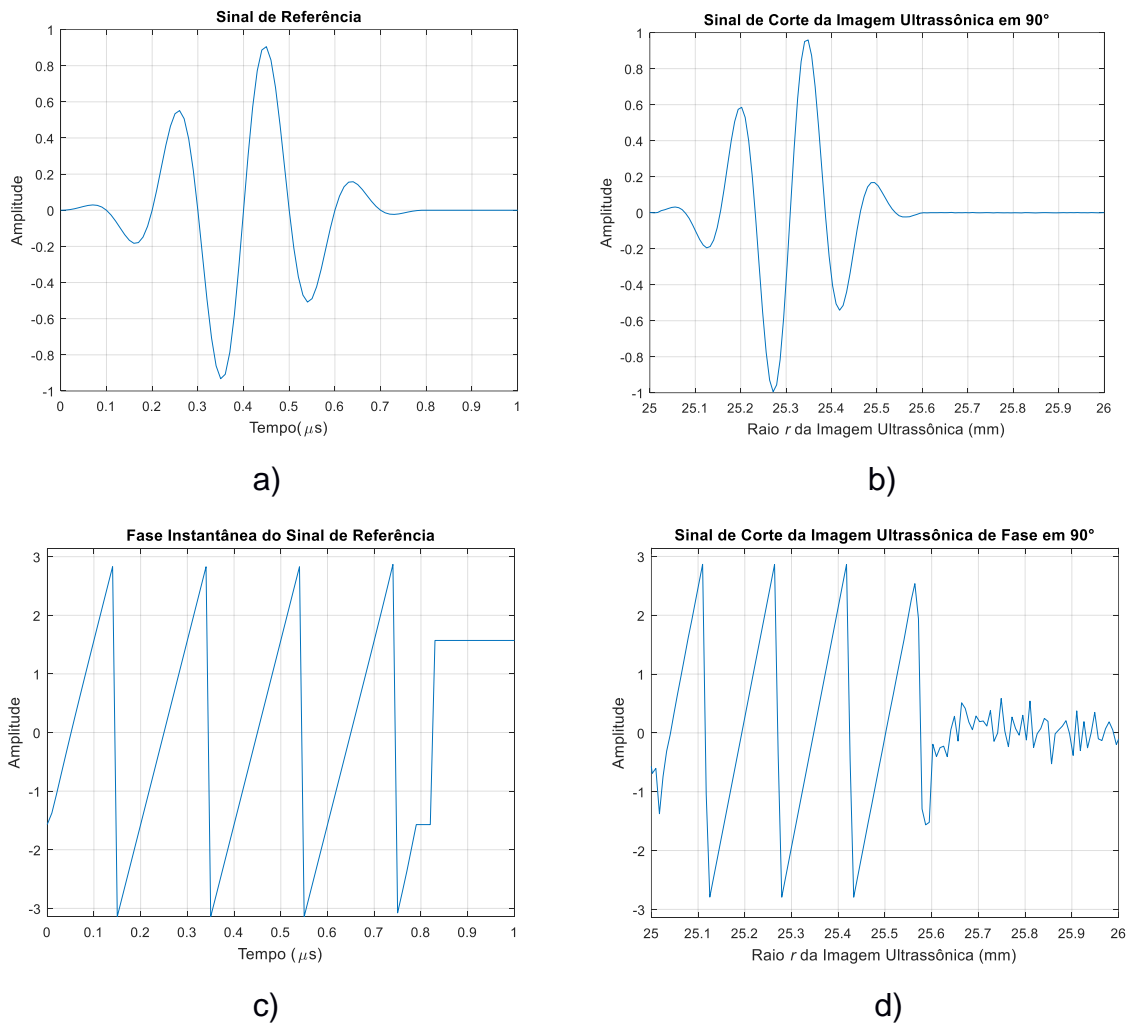 Sinal de Referência
1
0.8
0.6
0.4
0.2
0
-0.2
-0.4
-0.6
-0.8
-1
Amplitude
0 0.1 0.2 0.3 0.4 0.5 0.6 0.7 0.8 0.9 1
Tempo(μs)
a)
Sinal de Corte da Imagem Ultrassônica em 90°
1
0.8
0.6
0.4
0.2
0
-0.2
-0.4
-0.6
-0.8
-1
Amplitude
25 25.1 25.2 25.3 25.4 25.5 25.6 25.7 25.8 25.9 26
Raio r da Imagem Ultrassônica (mm)
b)
Fase Instantânea do Sinal de Referência
3
2
1
0
-1
-2
-3
Amplitude
0 0.1 0.2 0.3 0.4 0.5 0.6 0.7 0.8 0.9 1
Tempo (μs)
c)
Sinal de Corte da Imagem Ultrassônica de Fase em 90°
3
2
1
0
-1
-2
-3
Amplitude
25 25.1 25.2 25.3 25.4 25.5 25.6 25.7 25.8 25.9 26
Raio r da Imagem Ultrassônica (mm)
d)